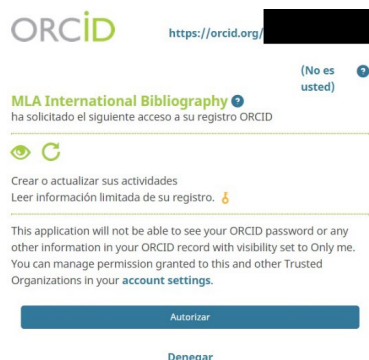 ORCiD
https://orcid.org/
(No es
usted)
MLA International Bibliography
ha solicitado el siguiente acceso a su registro ORCID
Crear o actualizar sus actividades
Leer información limitada de su registro.
This application will not be able to see your ORCID password or any
other information in your ORCID record with visibility set to Only me.
You can manage permission granted to this and other Trusted
Organizations in your account settings.
Autorizar
Denegar